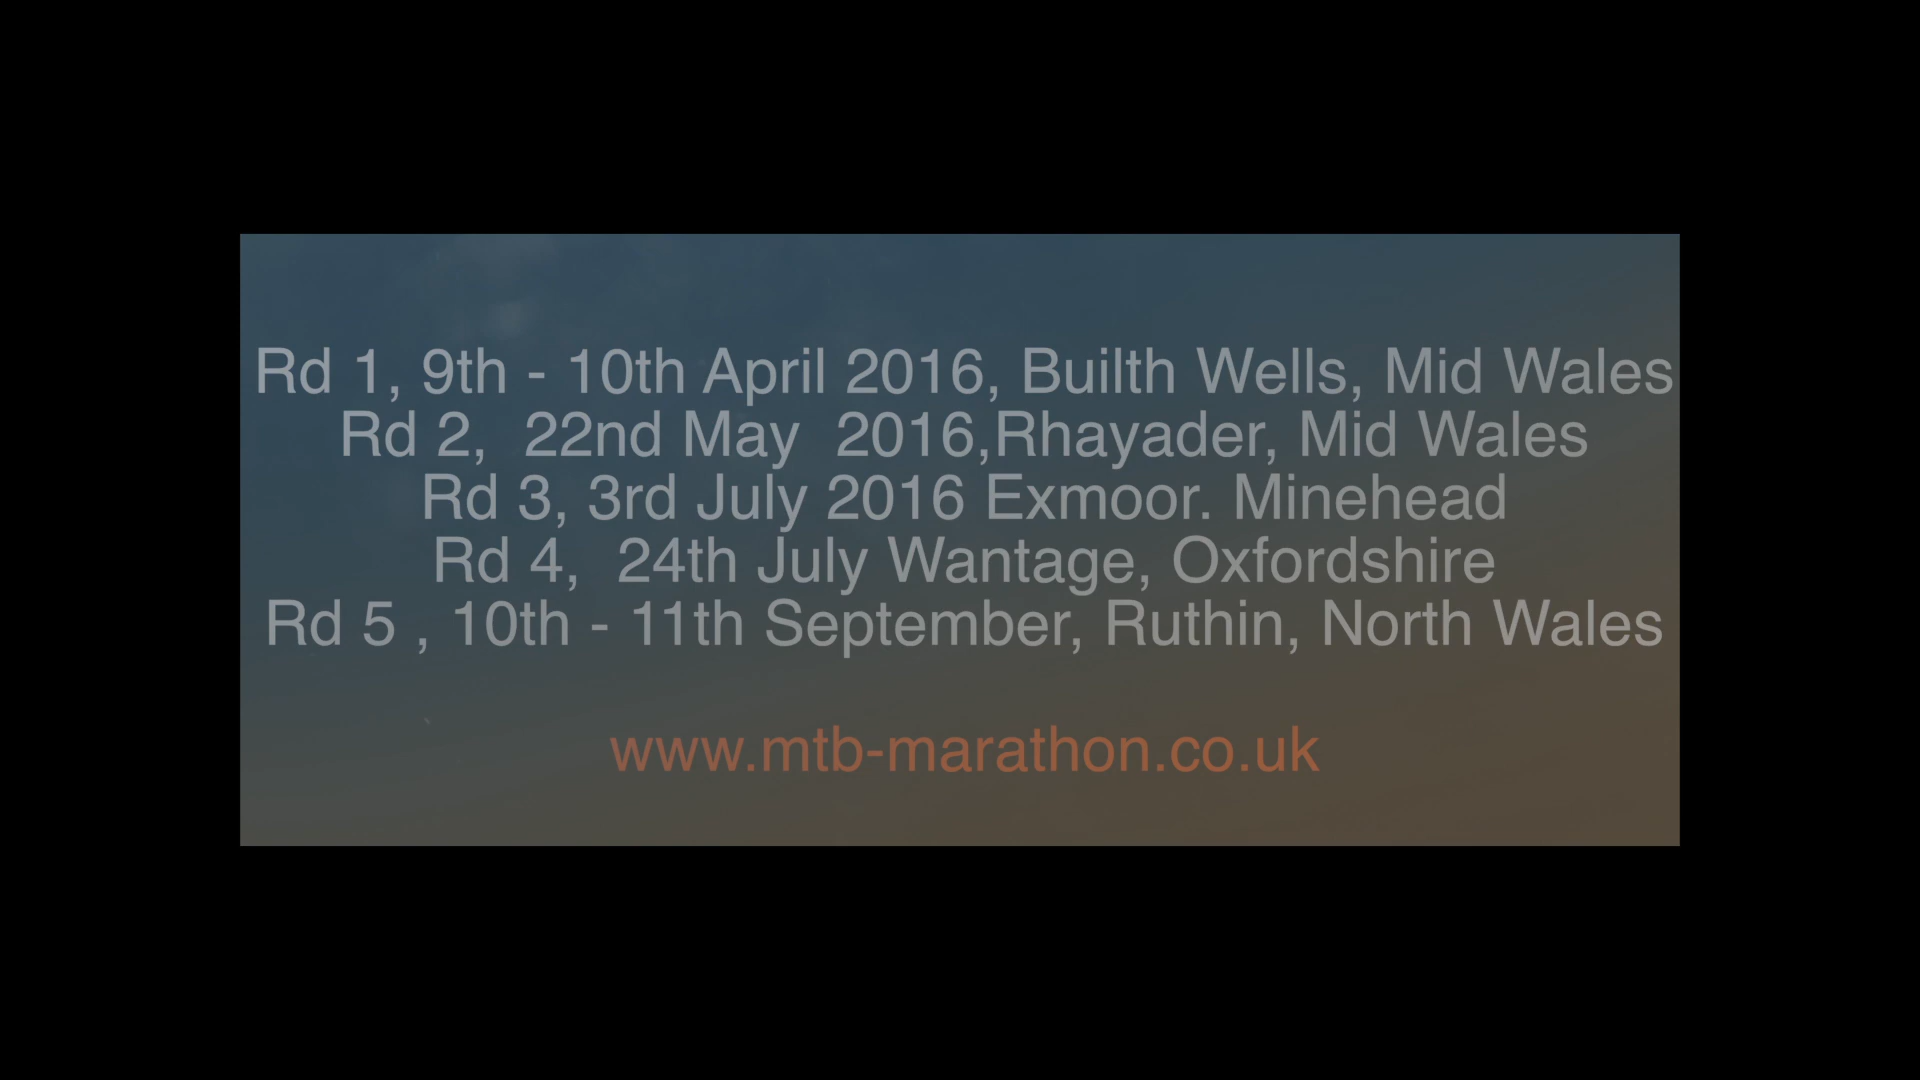 Rd 1, 9th - 10th April 2016, Builth Wells, Mid Wales
Rd 2,  22nd May  2016,Rhayader, Mid Wales
Rd 3, 3rd July 2016 Exmoor. Minehead
Rd 4,  24th July Wantage, Oxfordshire
Rd 5 , 10th - 11th September, Ruthin, North Wales
www.mtb-marathon.co.uk